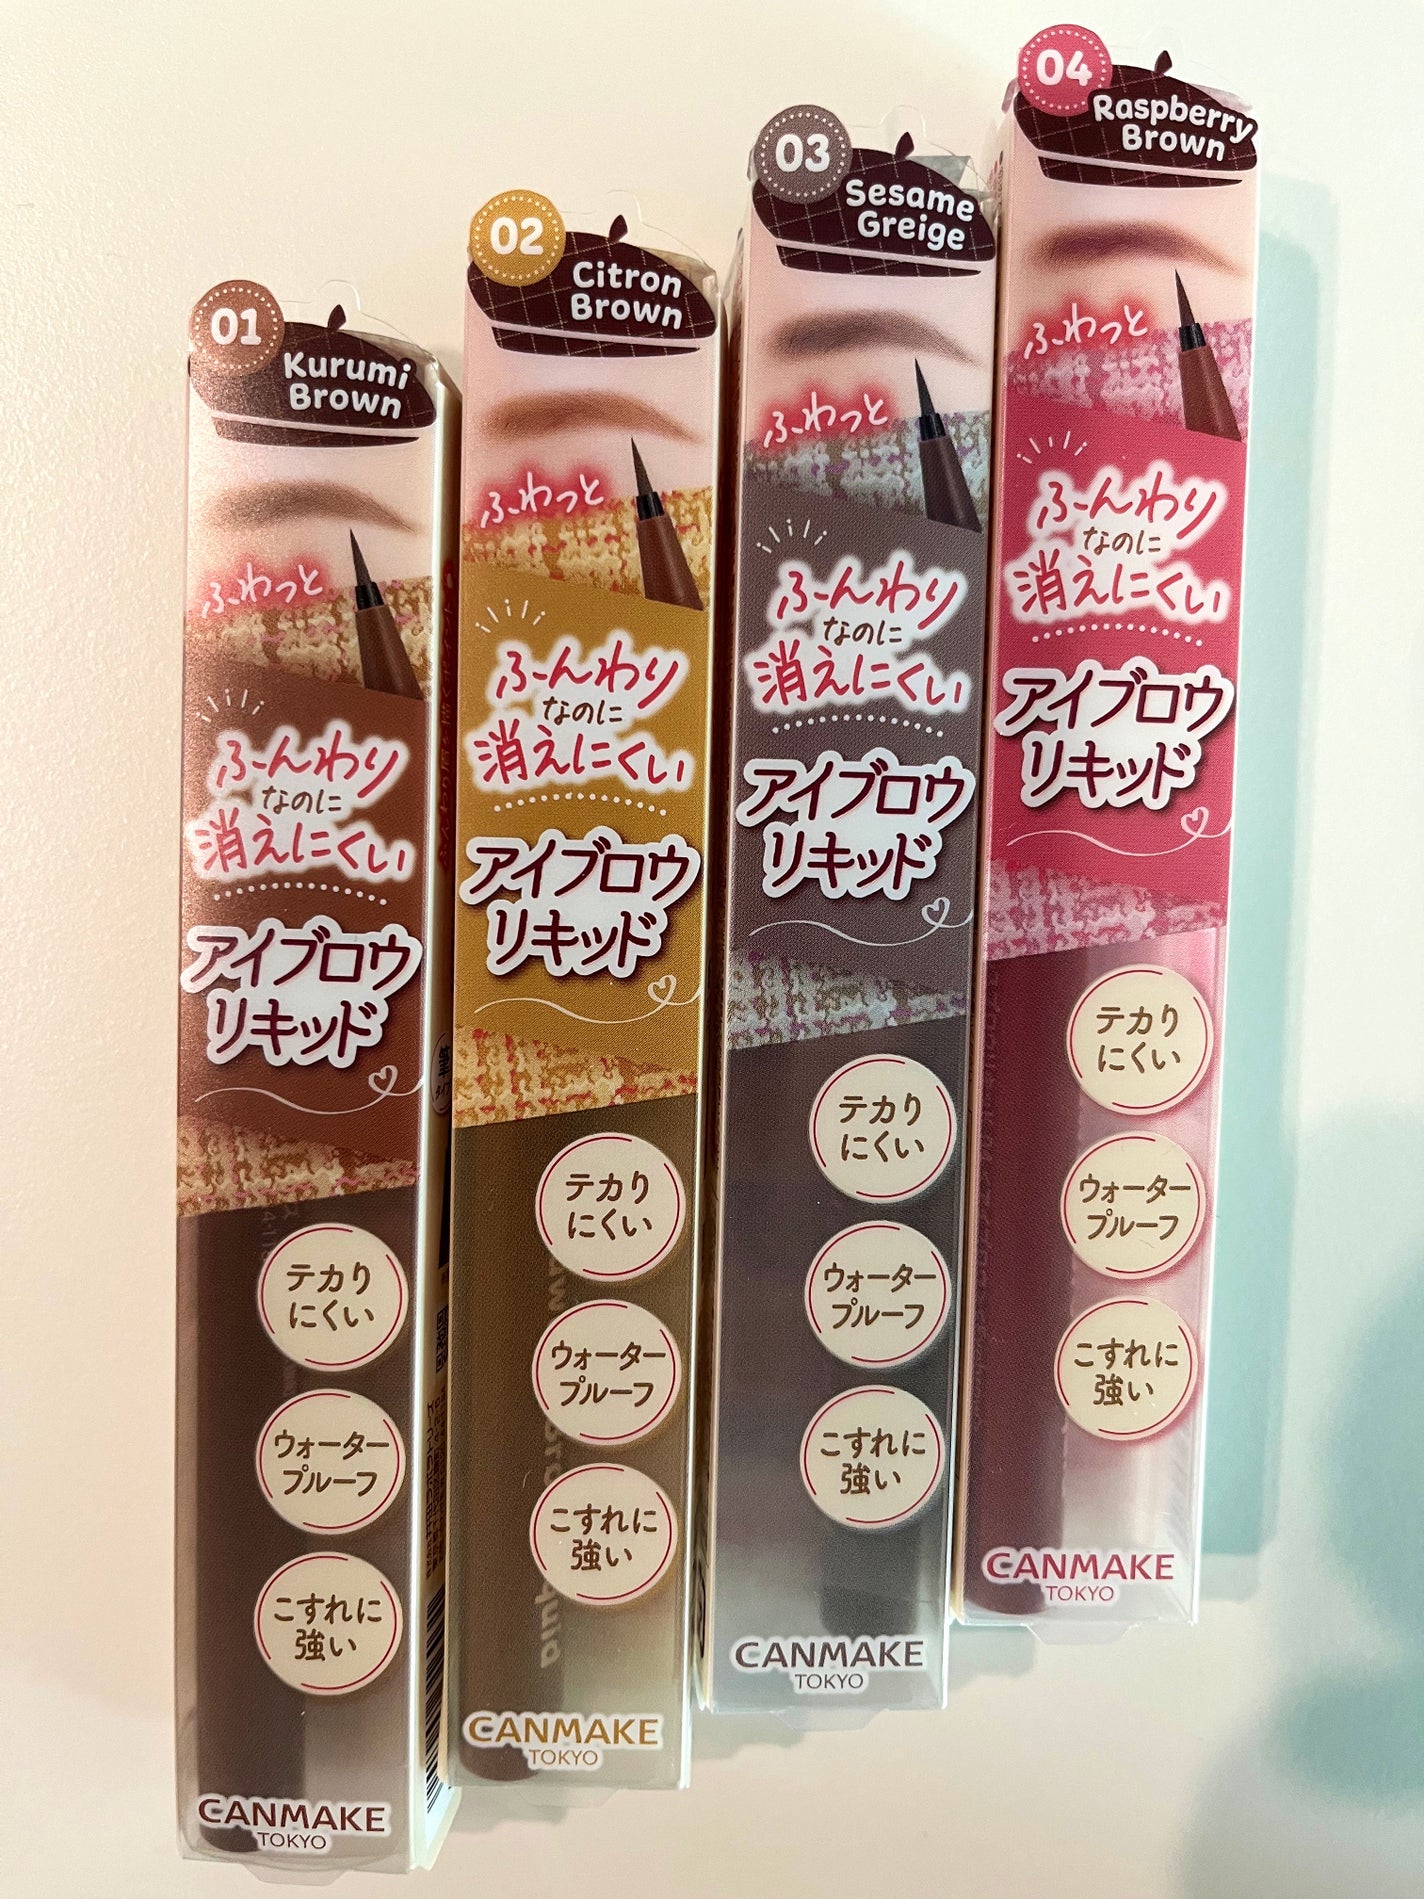 01
Kurumi
Brown
ふわっと
ふんわり
なのに
消えにくい
アイブロウ
リキッド
テカり
にくい
ウォーター
プルーフ
こすれに
強い
CANMAKE
TOKYO
02
Citron
Brown
ふわっと
ふんわり
なのに
消えにくい
アイブロウ
リキッド
テカり
にくい
ウォーター
プルーフ
こすれに
強い
CANMAKE
TOKYO
03
Sesame
Greige
ふわっと
ふんわり
なのに
消えにくい
アイブロウ
リキッド
テカり
にくい
ウォーター
プルーフ
こすれに
強い
CANMAKE
TOKYO
04
Raspberry
Brown
ふわっと
ふんわり
なのに
消えにくい
アイブロウ
リキッド
テカり
にくい
ウォーター
プルーフ
こすれに
強い
CANMAKE
TOKYO